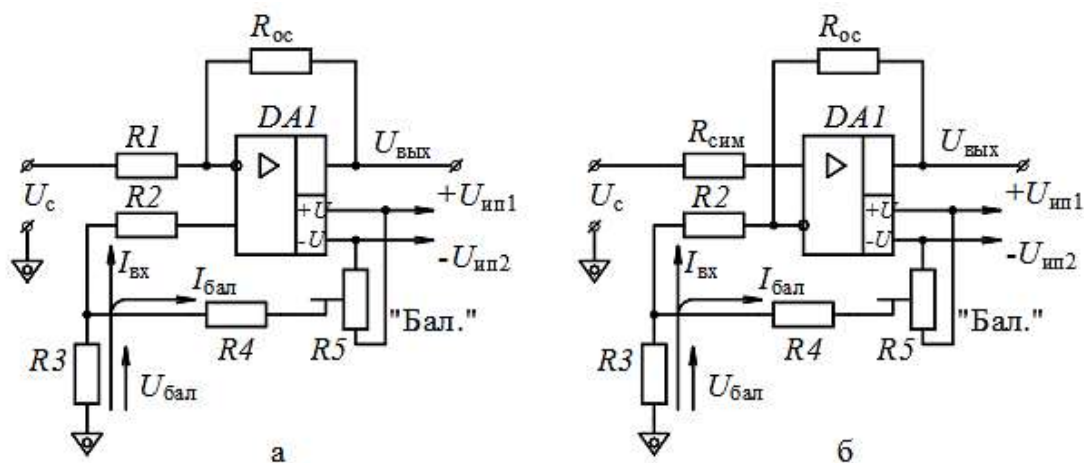 Rос
DA1
R1
Uвых
Uс
R2
+U
-U
+Uип1
-Uип2
Iвх
Iбал
"Бал."
R3
R4
R5
Uбал
а
Rос
DA1
Rсим
Uвых
Uс
R2
+U
-U
+Uип1
-Uип2
Iвх
Iбал
"Бал."
R3
R4
R5
Uбал
б